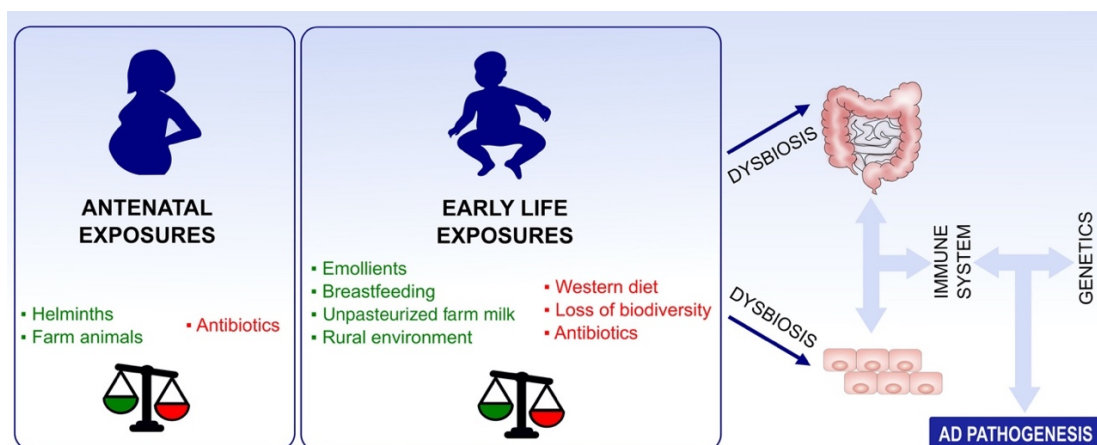 ANTENATAL
EXPOSURES
▪ Helminths
▪ Farm animals
▪ Antibiotics
EARLY LIFE
EXPOSURES
▪ Emollients
▪ Breastfeeding
▪ Unpasteurized farm milk
▪ Rural environment
▪ Western diet
▪ Loss of biodiversity
▪ Antibiotics
DYSBIOSIS
DYSBIOSIS
IMMUNE
SYSTEM
GENETICS
AD PATHOGENESIS